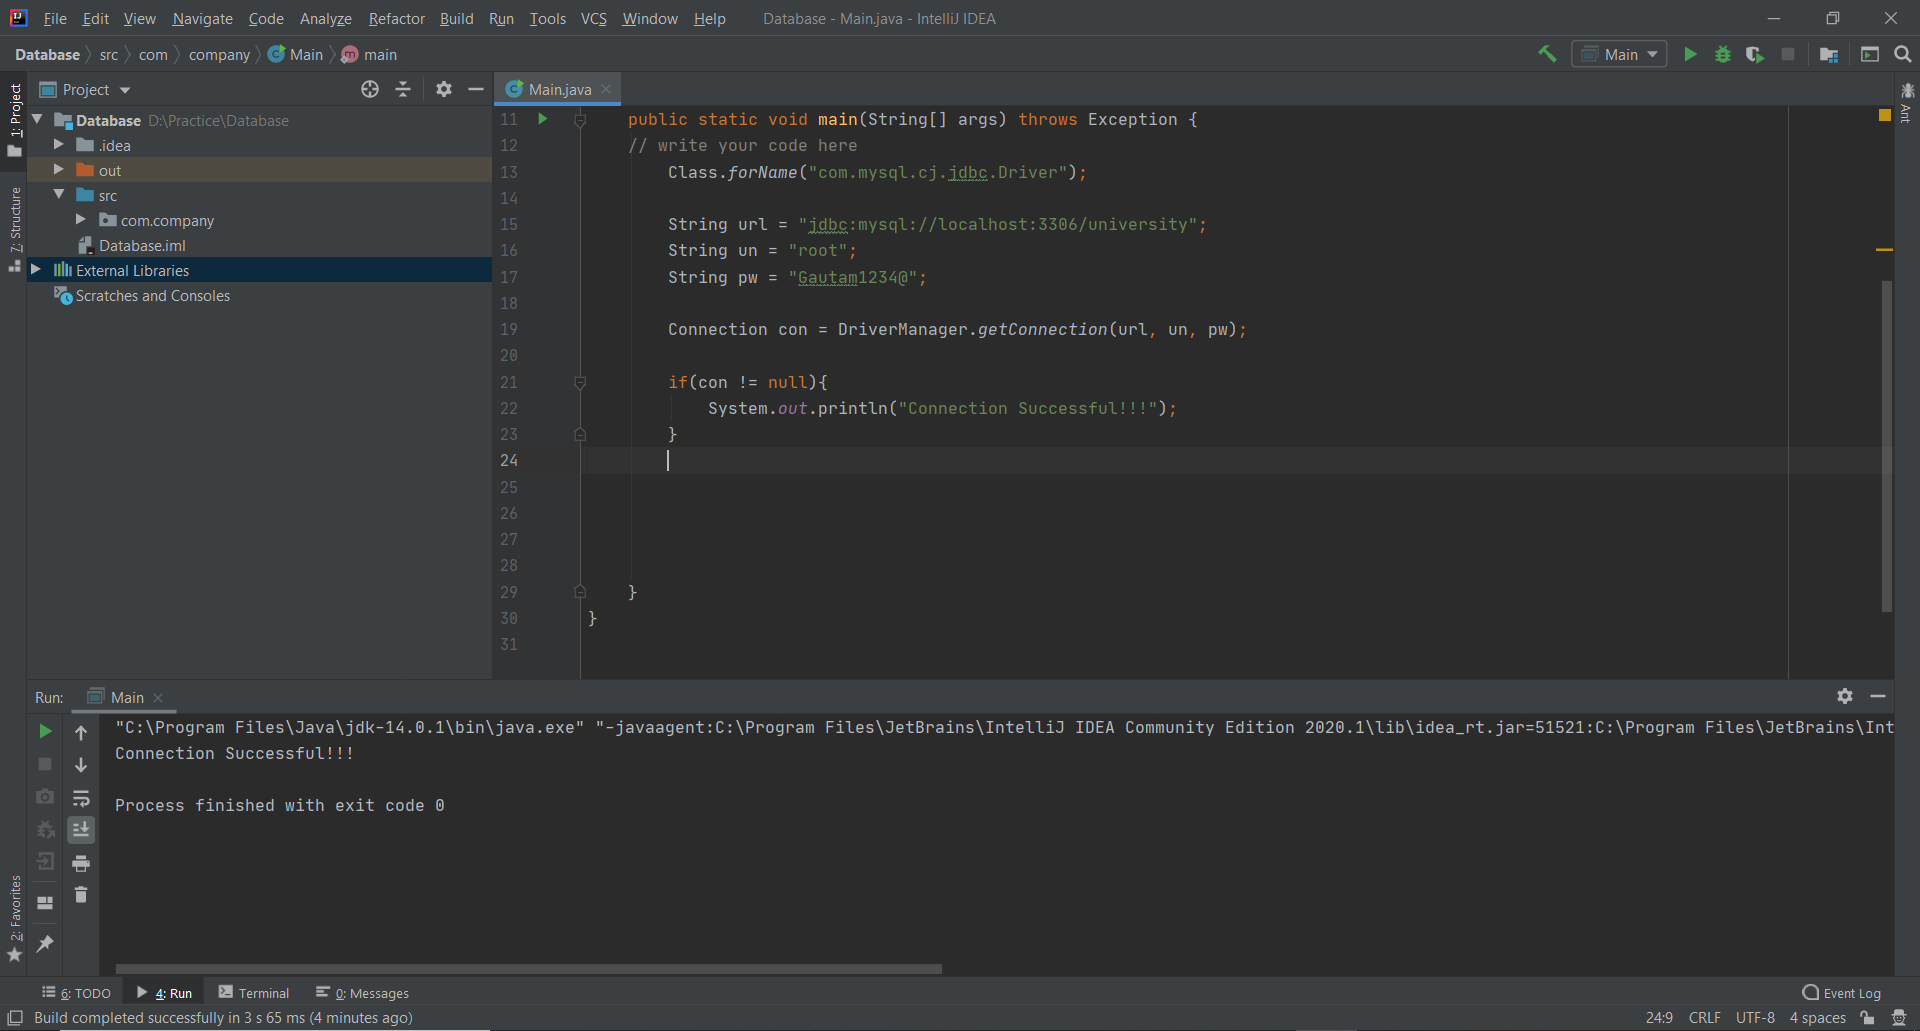 File Edit View Navigate Code Analyze Refactor Build Run Tools VCS Window Help Database - Main.java - IntelliJ IDEA
Database src com company Main main Main
1: Project
7: Structure
2: Favorites
Project
Database D:\Practice\Database
.idea
out
src
com.company
Database.iml
External Libraries
Scratches and Consoles
Main.java
11 public static void main(String[] args) throws Exception {
12 // write your code here
13 Class.forName("com.mysql.cj.jdbc.Driver");
14
15 String url = "jdbc:mysql://localhost:3306/university";
16 String un = "root";
17 String pw = "Gautam1234@";
18
19 Connection con = DriverManager.getConnection(url, un, pw);
20
21 if(con != null){
22 System.out.println("Connection Successful!!!");
23 }
24
25
26
27
28
29 }
30 }
31
Ant
Run: Main
"C:\Program Files\Java\jdk-14.0.1\bin\java.exe" "-javaagent:C:\Program Files\JetBrains\IntelliJ IDEA Community Edition 2020.1\lib\idea_rt.jar=51521:C:\Program Files\JetBrains\Int
Connection Successful!!!
Process finished with exit code 0
6: TODO 4: Run Terminal 0: Messages Event Log
Build completed successfully in 3 s 65 ms (4 minutes ago) 24:9 CRLF UTF-8 4 spaces